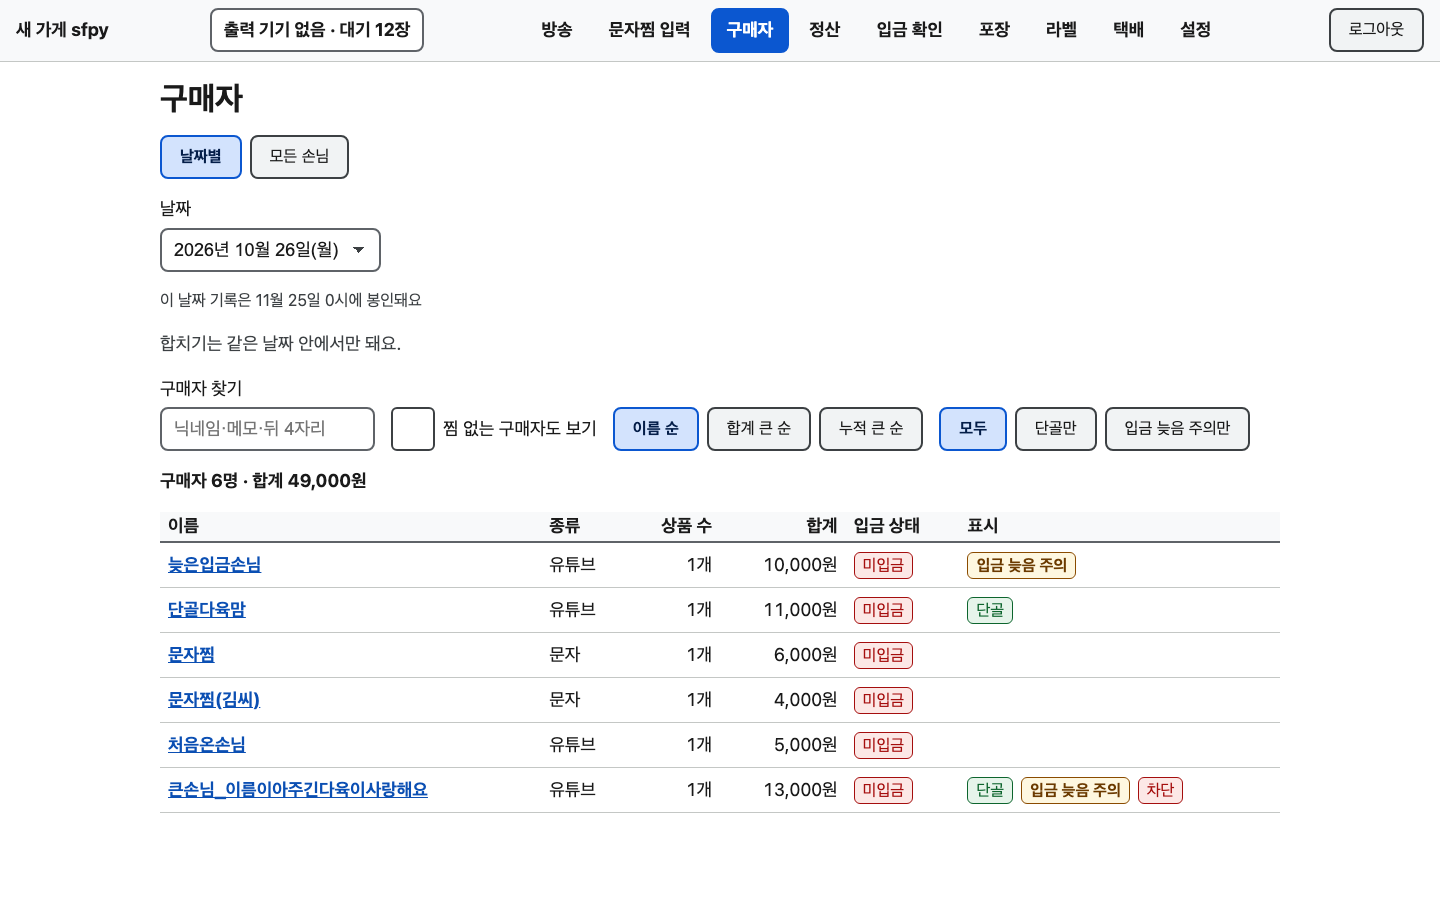 새 가게 sfpy 출력 기기 없음 · 대기 12장 방송 문자찜 입력 구매자 정산 입금 확인 포장 라벨 택배 설정 로그아웃
구매자
날짜별 모든 손님
날짜
2026년 10월 26일(월)
이 날짜 기록은 11월 25일 0시에 봉인돼요
합치기는 같은 날짜 안에서만 돼요.
구매자 찾기
닉네임·메모·뒤 4자리 찜 없는 구매자도 보기 이름 순 합계 큰 순 누적 큰 순 모두 단골만 입금 늦음 주의만
구매자 6명 · 합계 49,000원
이름 종류 상품 수 합계 입금 상태 표시
늦은입금손님 유튜브 1개 10,000원 미입금 입금 늦음 주의
단골다육맘 유튜브 1개 11,000원 미입금 단골
문자찜 문자 1개 6,000원 미입금
문자찜(김씨) 문자 1개 4,000원 미입금
처음온손님 유튜브 1개 5,000원 미입금
큰손님_이름이아주긴다육이사랑해요 유튜브 1개 13,000원 미입금 단골 입금 늦음 주의 차단